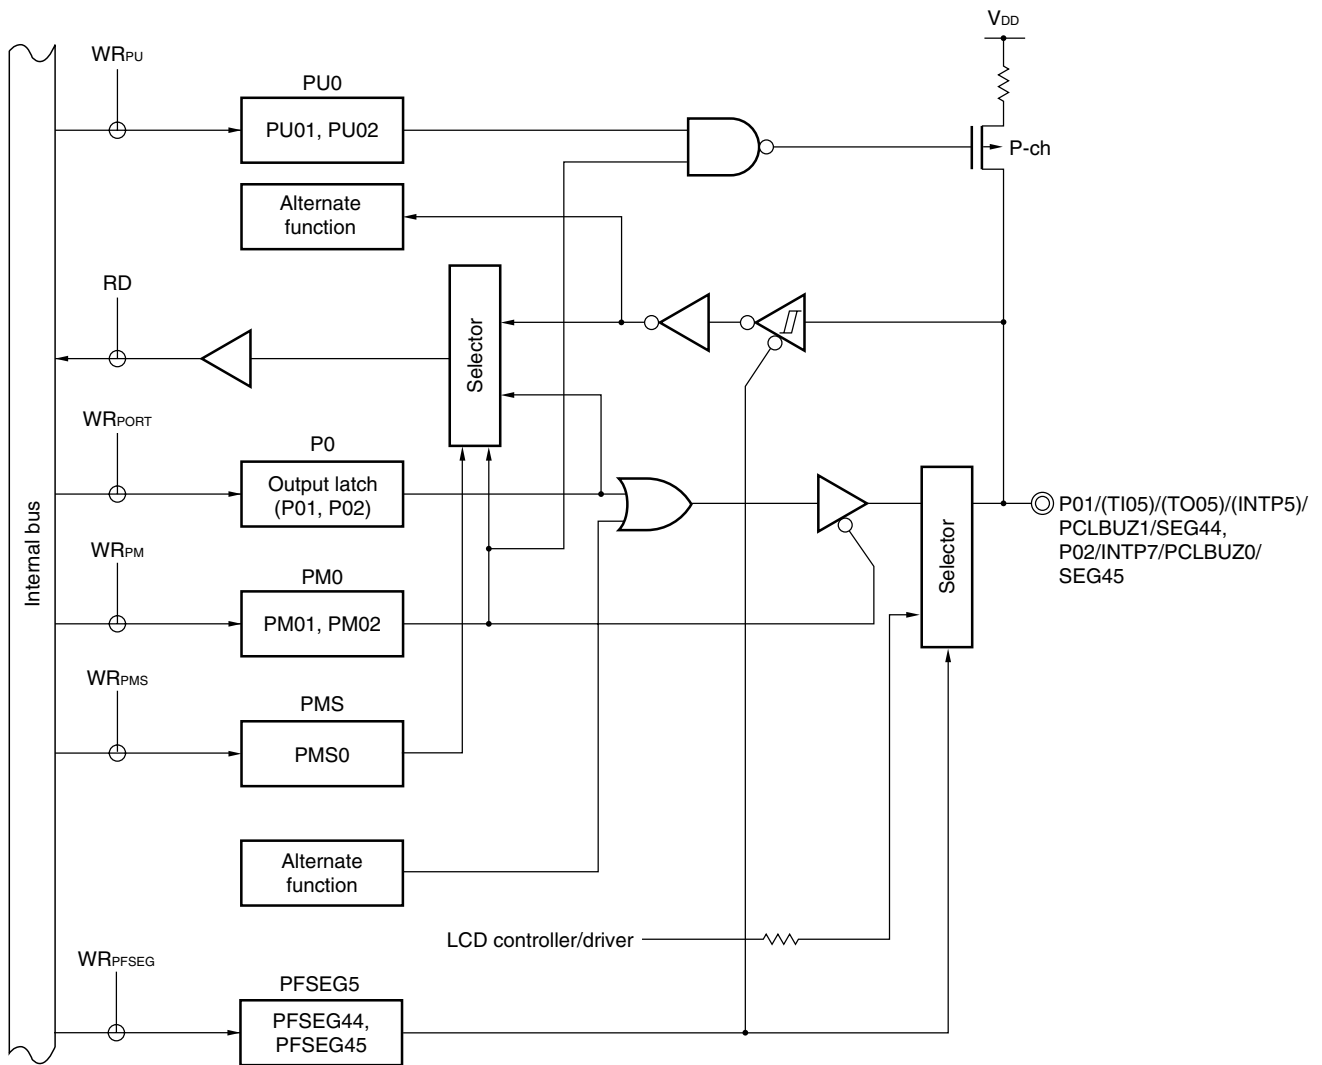 VDD
WRPU
PU0
PU01, PU02
P-ch
Alternate
function
RD
Selector
WRPORT
P0
Output latch
(P01, P02)
Internal bus
Selector
P01/(TI05)/(TO05)/(INTP5)/
PCLBUZ1/SEG44,
P02/INTP7/PCLBUZ0/
SEG45
WRPM
PM0
PM01, PM02
WRPMS
PMS
PMS0
Alternate
function
LCD controller/driver
WRPFSEG
PFSEG5
PFSEG44,
PFSEG45